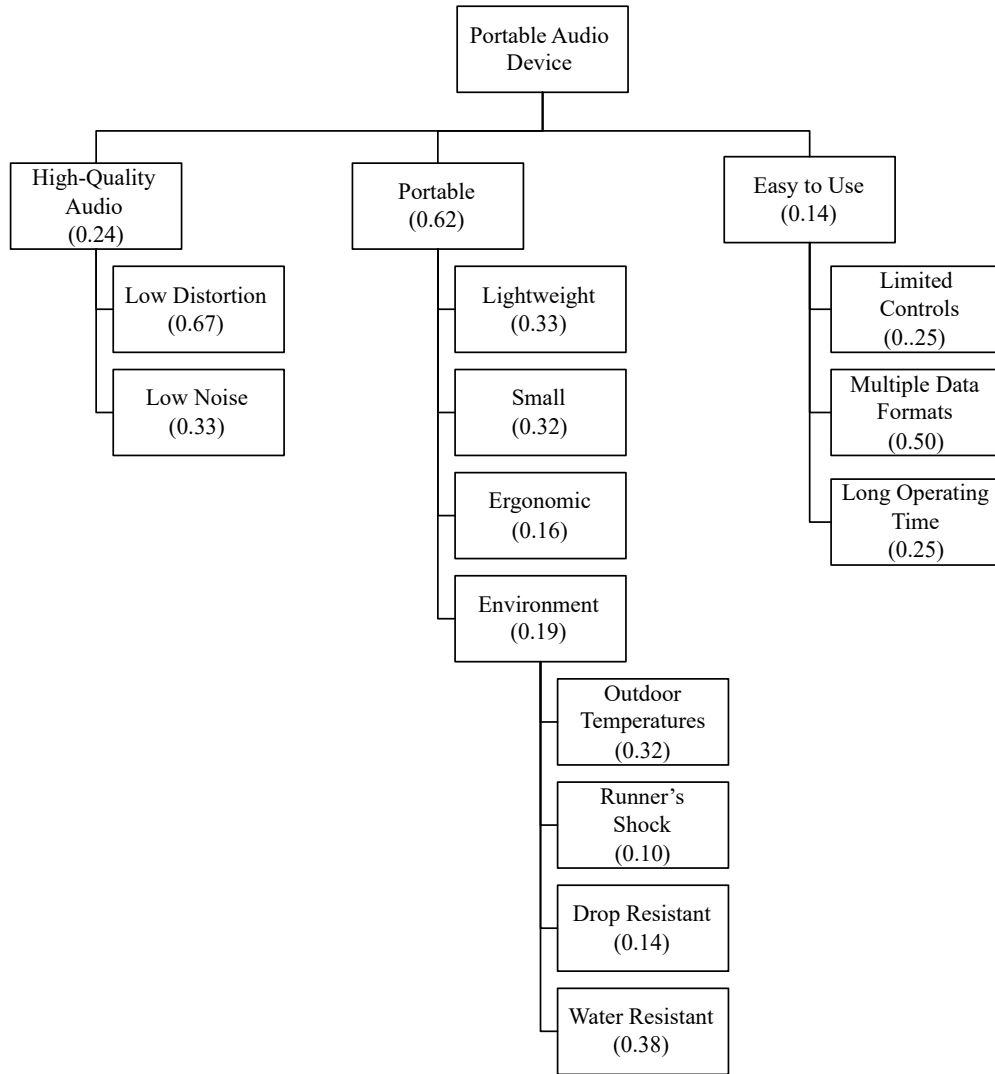 Portable Audio
Device
High-Quality
Audio
(0.24)
Low Distortion
(0.67)
Low Noise
(0.33)
Portable
(0.62)
Lightweight
(0.33)
Small
(0.32)
Ergonomic
(0.16)
Environment
(0.19)
Outdoor
Temperatures
(0.32)
Runner’s
Shock
(0.10)
Drop Resistant
(0.14)
Water Resistant
(0.38)
Easy to Use
(0.14)
Limited
Controls
(0..25)
Multiple Data
Formats
(0.50)
Long Operating
Time
(0.25)